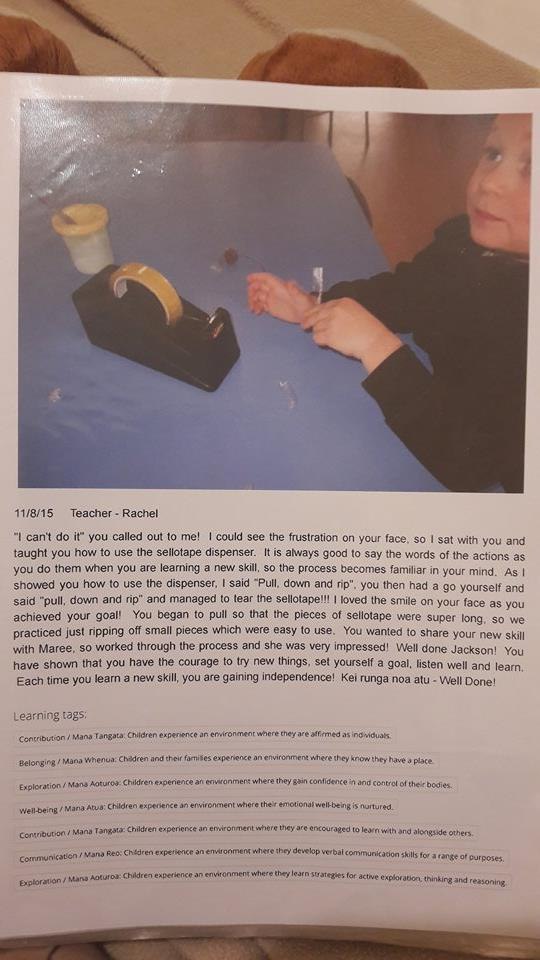 11/8/15 Teacher - Rachel
"I can't do it" you called out to me! I could see the frustration on your face, so I sat with you and
taught you how to use the sellotape dispenser. It is always good to say the words of the actions as
you do them when you are learning a new skill, so the process becomes familiar in your mind. As I
showed you how to use the dispenser, I said "Pull, down and rip", you then had a go yourself and
said "pull, down and rip" and managed to tear the sellotape!!! I loved the smile on your face as you
achieved your goal! You began to pull so that the pieces of sellotape were super long, so we
practiced just ripping off small pieces which were easy to use. You wanted to share your new skill
with Maree, so worked through the process and she was very impressed! Well done Jackson! You
have shown that you have the courage to try new things, set yourself a goal, listen well and learn.
Each time you learn a new skill, you are gaining independence! Kei runga noa atu - Well Done!
Learning tags:
Contribution / Mana Tangata: Children experience an environment where they are affirmed as individuals.
Belonging / Mana Whenua: Children and their families experience an environment where they know they have a place.
Exploration / Mana Aoturoa: Children experience an environment where they gain confidence in and control of their bodies.
Well-being / Mana Atua: Children experience an environment where their emotional well-being is nurtured.
Contribution / Mana Tangata: Children experience an environment where they are encouraged to learn with and alongside others.
Communication / Mana Reo: Children experience an environment where they develop verbal communication skills for a range of purposes.
Exploration / Mana Aoturoa: Children experience an environment where they learn strategies for active exploration, thinking and reasoning.